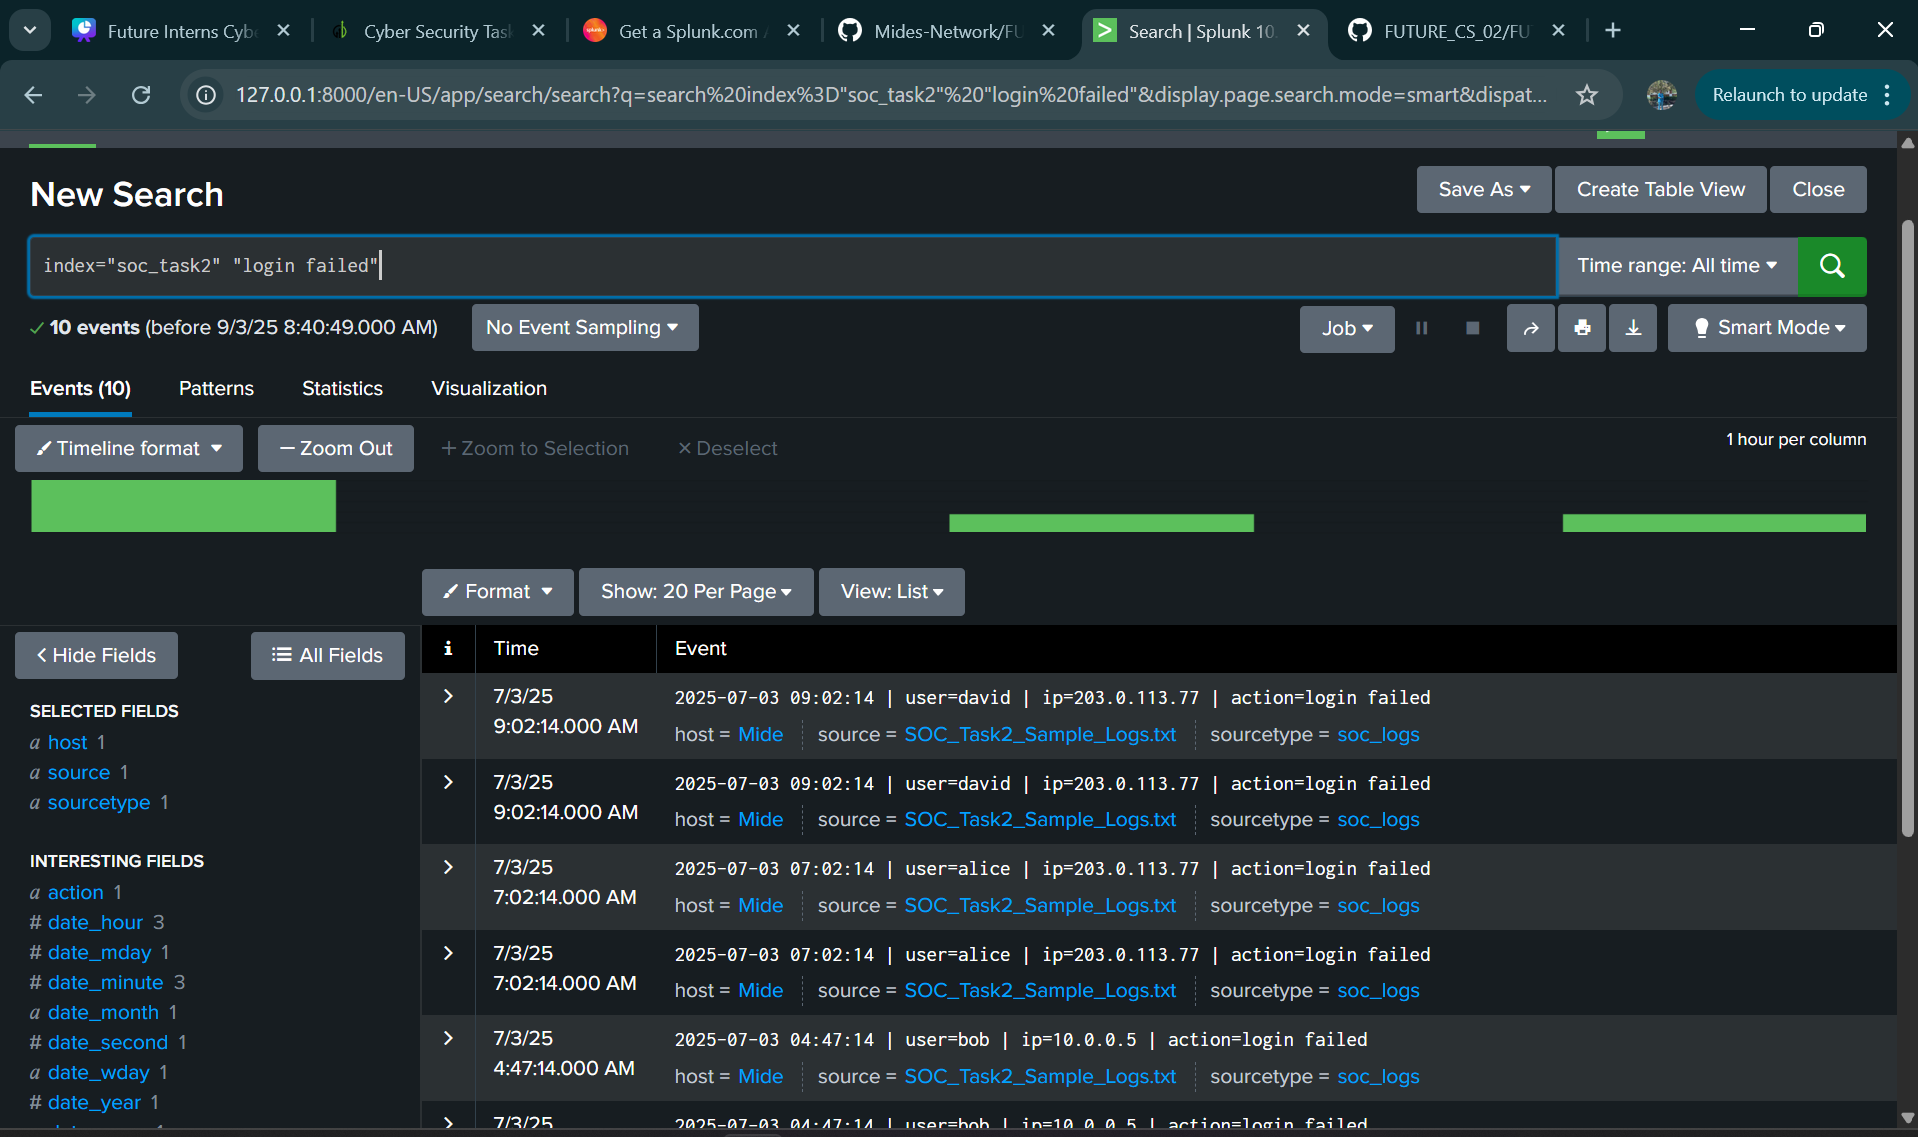 Future Interns Cybe
Cyber Security Task
Get a Splunk.com
Mides-Network/FU
Search | Splunk 10.
FUTURE_CS_02/FU
127.0.0.1:8000/en-US/app/search/search?q=search%20index%3D"soc_task2"%20"login%20failed"&display.page.search.mode=smart&dispat...
Relaunch to update
New Search
Save As
Create Table View
Close
index="soc_task2" "login failed"
Time range: All time
10 events (before 9/3/25 8:40:49.000 AM)
No Event Sampling
Job
Smart Mode
Events (10)
Patterns
Statistics
Visualization
Timeline format
— Zoom Out
+ Zoom to Selection
× Deselect
1 hour per column
Format
Show: 20 Per Page
View: List
< Hide Fields
All Fields
i
Time
Event
SELECTED FIELDS
a host 1
a source 1
a sourcetype 1
INTERESTING FIELDS
a action 1
# date_hour 3
# date_mday 1
# date_minute 3
a date_month 1
# date_second 1
a date_wday 1
# date_year 1
7/3/25
9:02:14.000 AM
2025-07-03 09:02:14 | user=david | ip=203.0.113.77 | action=login failed
host = Mide source = SOC_Task2_Sample_Logs.txt sourcetype = soc_logs
7/3/25
9:02:14.000 AM
2025-07-03 09:02:14 | user=david | ip=203.0.113.77 | action=login failed
host = Mide source = SOC_Task2_Sample_Logs.txt sourcetype = soc_logs
7/3/25
7:02:14.000 AM
2025-07-03 07:02:14 | user=alice | ip=203.0.113.77 | action=login failed
host = Mide source = SOC_Task2_Sample_Logs.txt sourcetype = soc_logs
7/3/25
7:02:14.000 AM
2025-07-03 07:02:14 | user=alice | ip=203.0.113.77 | action=login failed
host = Mide source = SOC_Task2_Sample_Logs.txt sourcetype = soc_logs
7/3/25
4:47:14.000 AM
2025-07-03 04:47:14 | user=bob | ip=10.0.0.5 | action=login failed
host = Mide source = SOC_Task2_Sample_Logs.txt sourcetype = soc_logs
7/3/25
2025-07-03 04:47:14 | user=bob | ip=10.0.0.5 | action=login failed